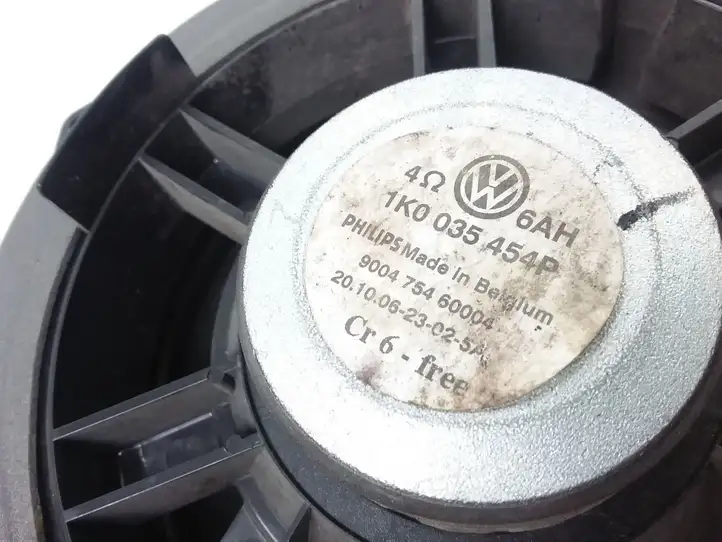 4Ω VW 6AH
1K0 035 454P
PHILIPS Made in Belgium
9004 754 60004
20.10.06-23-02-5A
Cr 6 - free